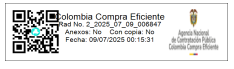 Colombia Compra Eficiente
Rad No. 2_2025_07_09_006847
Anexos: No Con copia: No
Fecha: 09/07/2025 00:15:31
Agencia Nacional
de Contratación Pública
Colombia Compra Eficiente